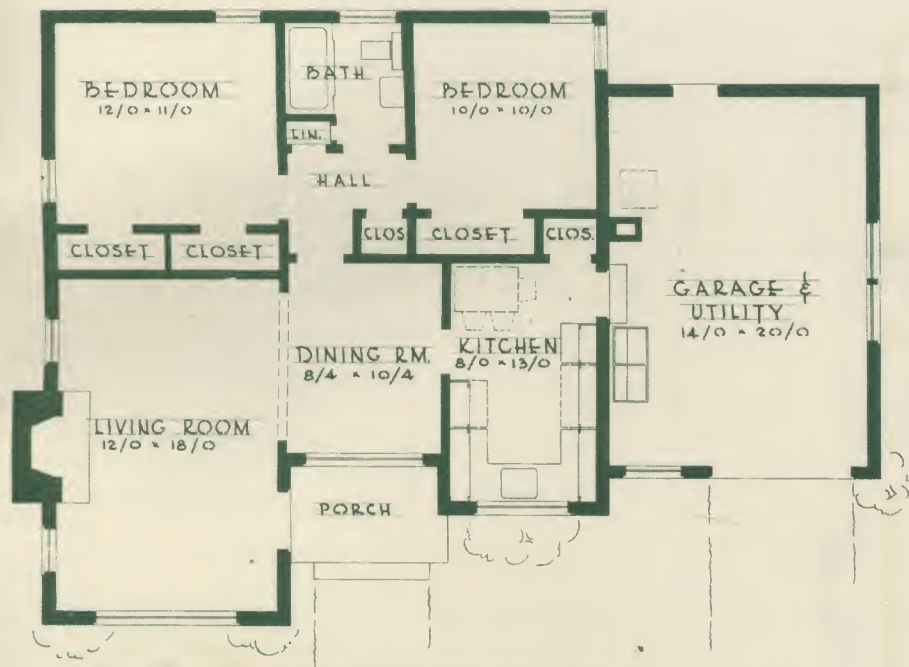 BEDROOM
12/0 × 11/0
BATH
BEDROOM
10/0 × 10/0
LIN.
HALL
CLOSET
CLOSET
CLOS
CLOSET
CLOS.
GARAGE &
UTILITY
14/0 × 20/0
DINING RM.
8/4 × 10/4
KITCHEN
8/0 × 13/0
LIVING ROOM
12/0 × 18/0
PORCH